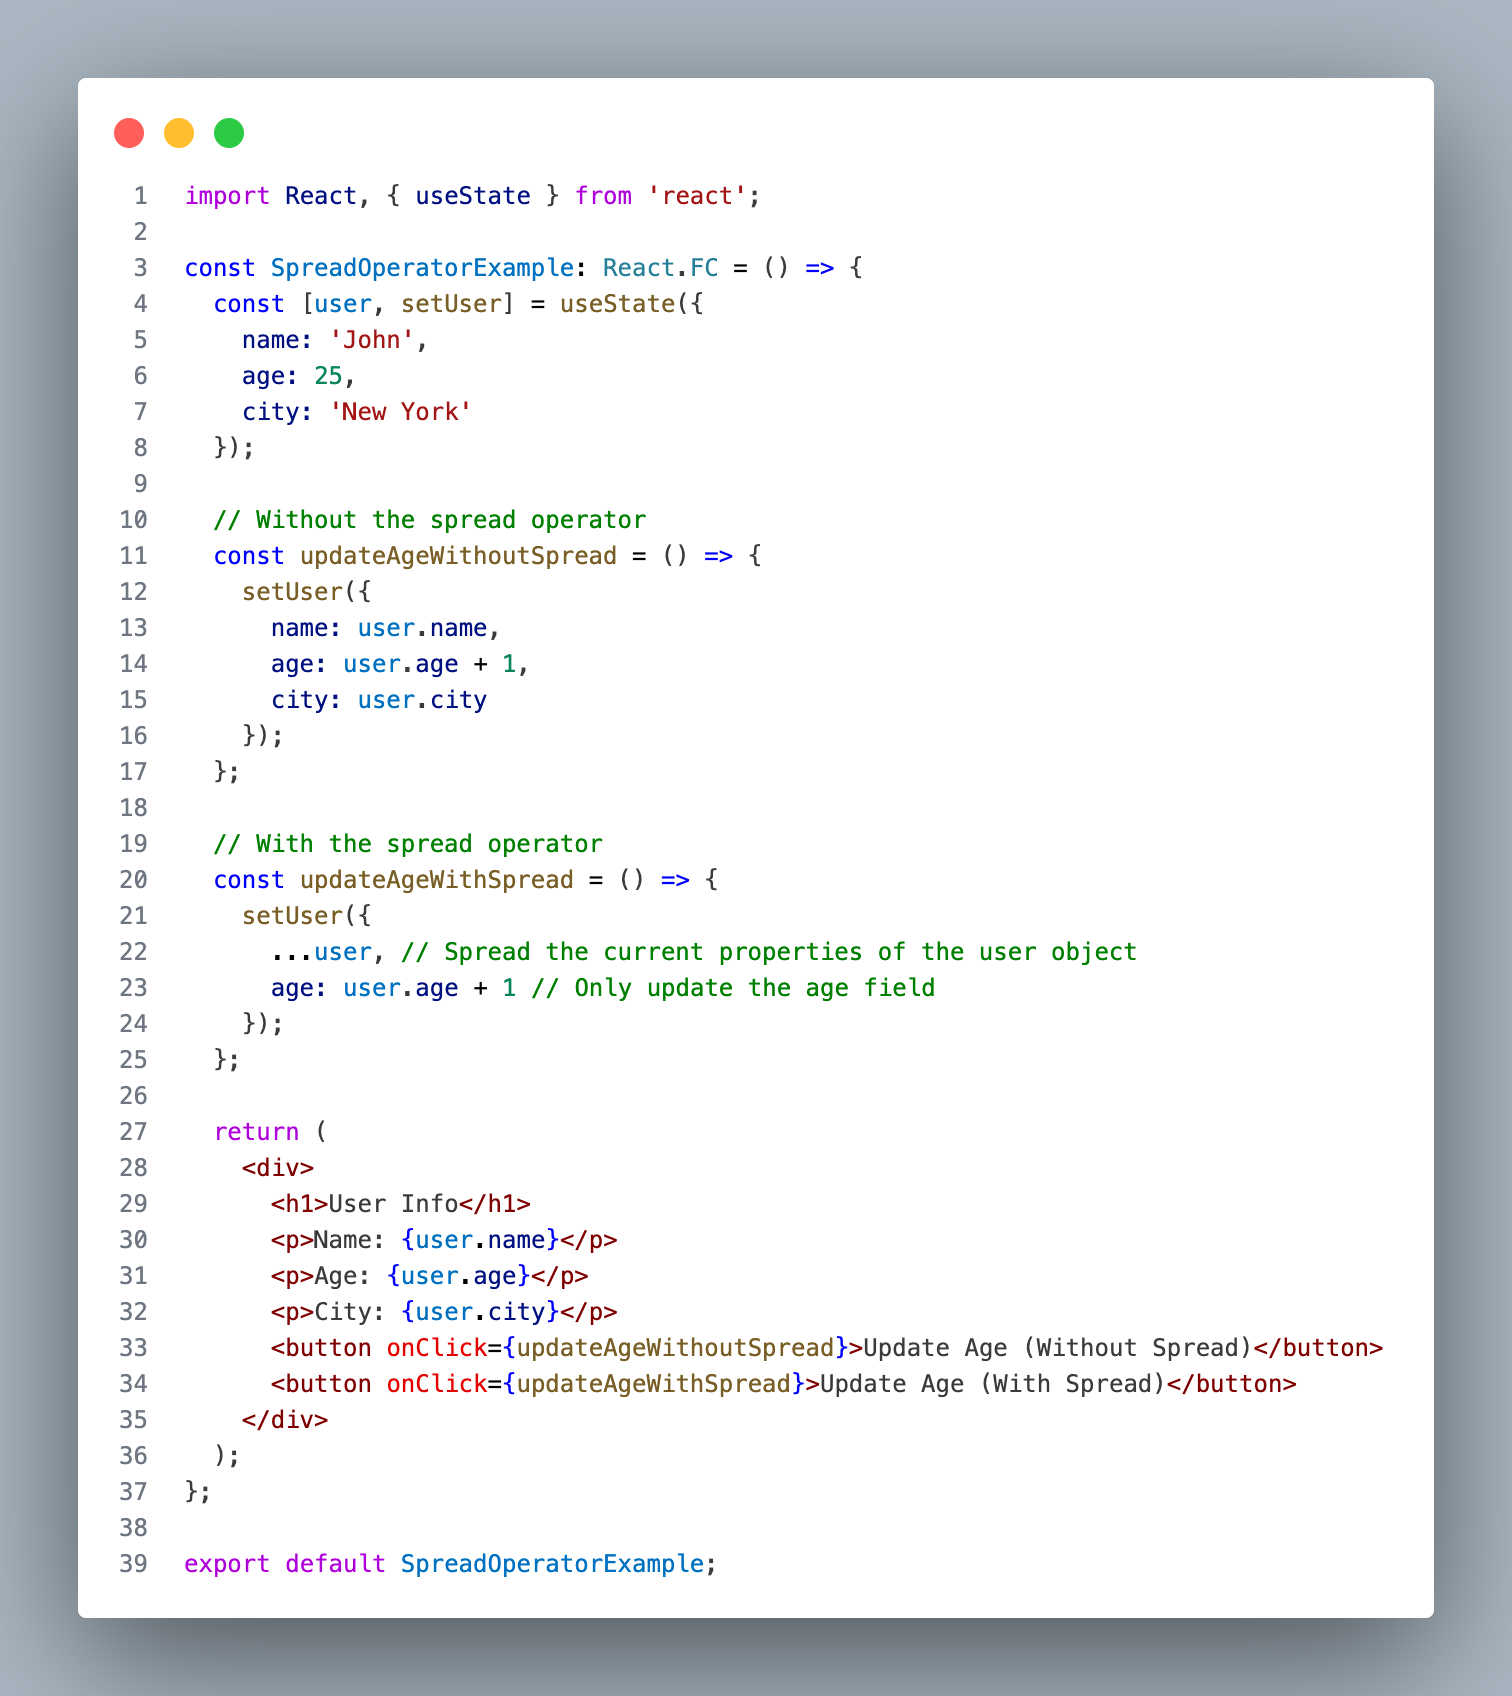 1 import React, { useState } from 'react';
2
3 const SpreadOperatorExample: React.FC = () => {
4   const [user, setUser] = useState({
5     name: 'John',
6     age: 25,
7     city: 'New York'
8   });
9
10   // Without the spread operator
11   const updateAgeWithoutSpread = () => {
12     setUser({
13       name: user.name,
14       age: user.age + 1,
15       city: user.city
16     });
17   };
18
19   // With the spread operator
20   const updateAgeWithSpread = () => {
21     setUser({
22       ...user, // Spread the current properties of the user object
23       age: user.age + 1 // Only update the age field
24     });
25   };
26
27   return (
28     <div>
29       <h1>User Info</h1>
30       <p>Name: {user.name}</p>
31       <p>Age: {user.age}</p>
32       <p>City: {user.city}</p>
33       <button onClick={updateAgeWithoutSpread}>Update Age (Without Spread)</button>
34       <button onClick={updateAgeWithSpread}>Update Age (With Spread)</button>
35     </div>
36   );
37 };
38
39 export default SpreadOperatorExample;